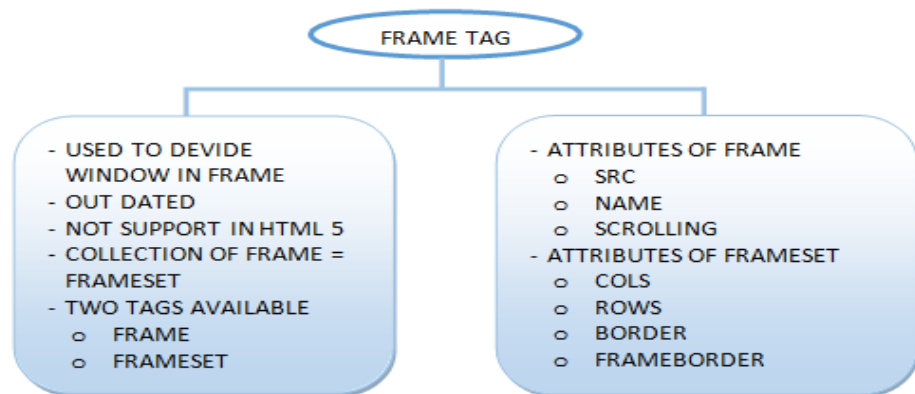 FRAME TAG
- USED TO DEVIDE
WINDOW IN FRAME
- OUT DATED
- NOT SUPPORT IN HTML 5
- COLLECTION OF FRAME =
FRAMESET
- TWO TAGS AVAILABLE
o FRAME
o FRAMESET
- ATTRIBUTES OF FRAME
o SRC
o NAME
o SCROLLING
- ATTRIBUTES OF FRAMESET
o COLS
o ROWS
o BORDER
o FRAMEBORDER